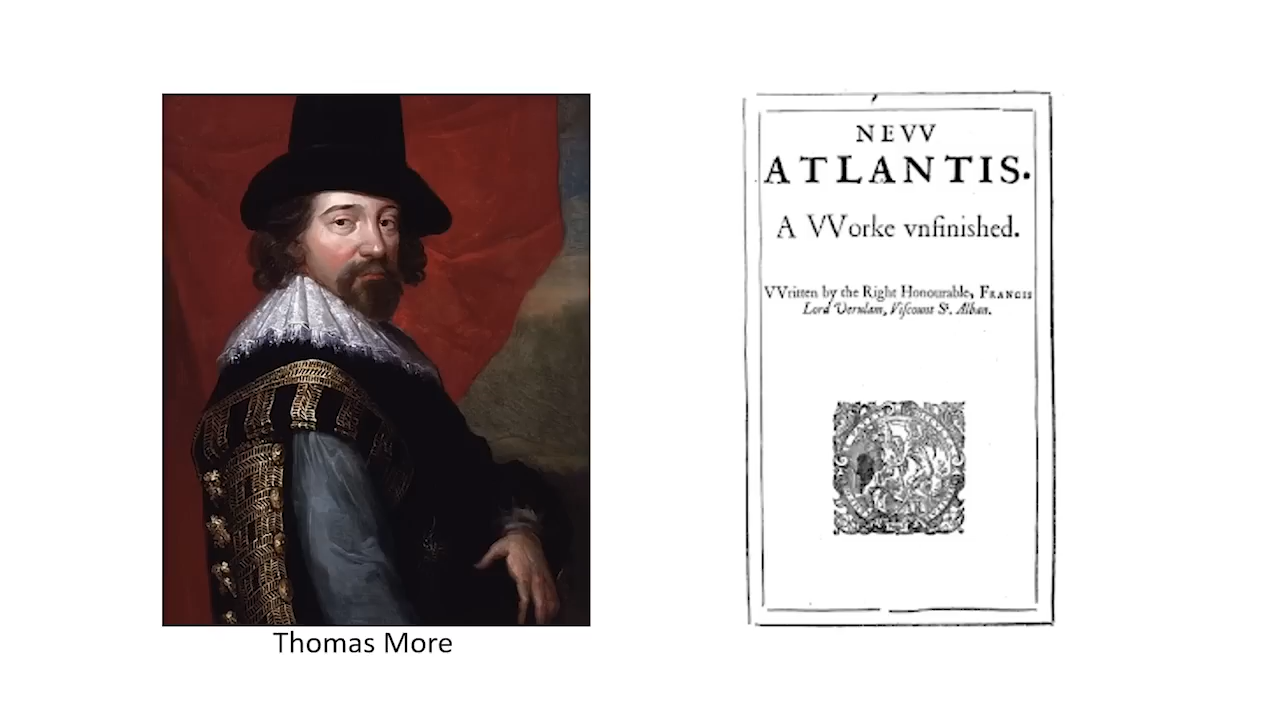 Thomas More
NEVV
ATLANTIS.
A VVorke vnfinished.
VVritten by the Right Honourable, FRANCIS
Lord Verulam, Viscount St. Alban.